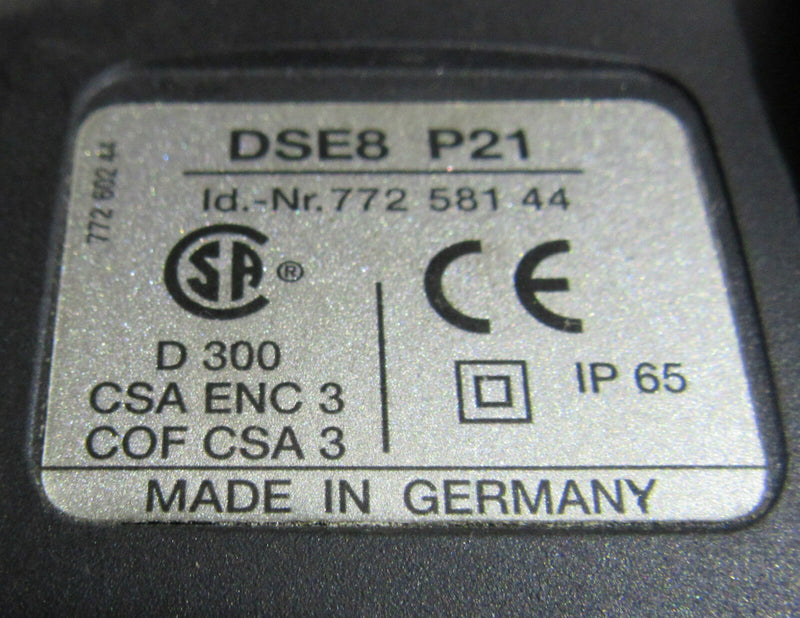 DSE8 P21
Id.-Nr. 772 581 44
772 602 44
SA ®
CE
D 300
CSA ENC 3
COF CSA 3
IP 65
MADE IN GERMANY